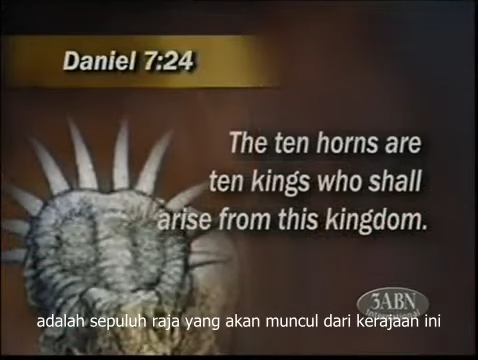 Daniel 7:24
The ten horns are
ten kings who shall
arise from this kingdom.
3ABN
International
adalah sepuluh raja yang akan muncul dari kerajaan ini